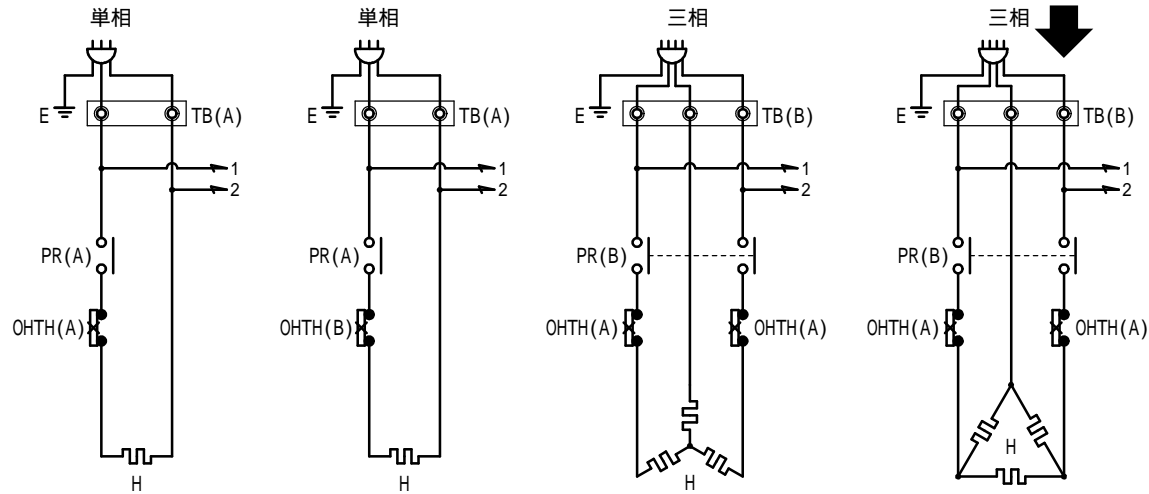 単相 単相 三相 三相
E TB(A) E TB(A) E TB(B) E TB(B)
1 1 1 1
2 2 2 2
PR(A) PR(A) PR(B) PR(B)
OHTH(A) OHTH(B) OHTH(A) OHTH(A) OHTH(A) OHTH(A)
H
H
H H